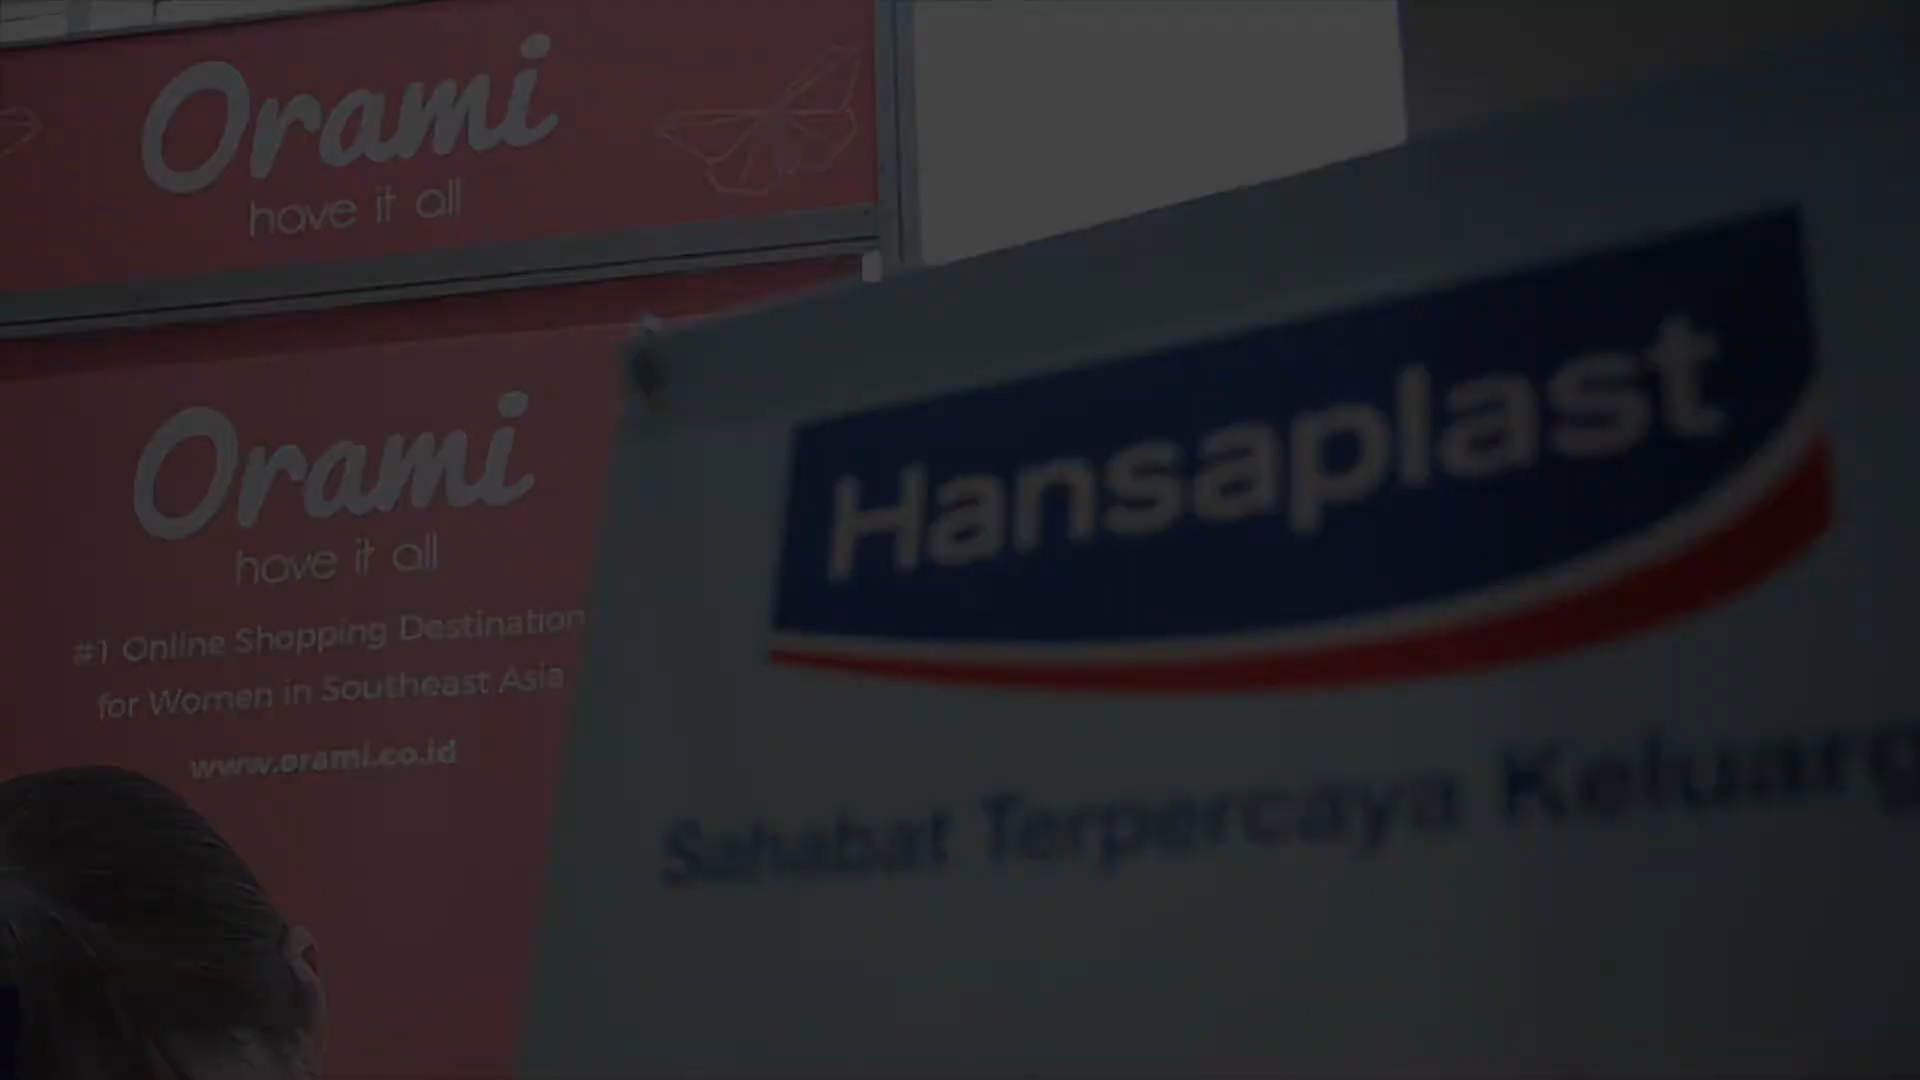 Orami
have it all
Orami
have it all
#1 Online Shopping Destination
for Women in Southeast Asia
www.orami.co.id
Hansaplast
Sahabat Terpercaya Keluarg